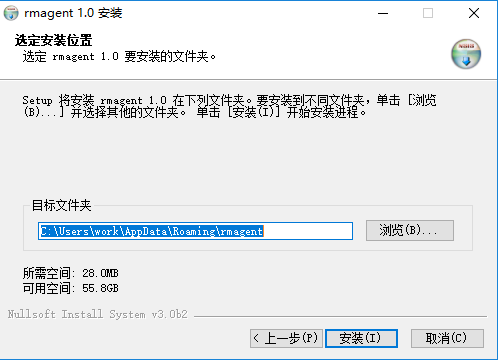 rmagent 1.0 安装
选定安装位置
选定 rmagent 1.0 要安装的文件夹。
Setup 将安装 rmagent 1.0 在下列文件夹。要安装到不同文件夹，单击 [浏览
(B)...] 并选择其他的文件夹。 单击 [安装(I)] 开始安装进程。
目标文件夹
C:\Users\work\AppData\Roaming\rmagent
浏览(B)...
所需空间: 28.0MB
可用空间: 55.8GB
Nullsoft Install System v3.0b2
< 上一步(P)
安装(I)
取消(C)